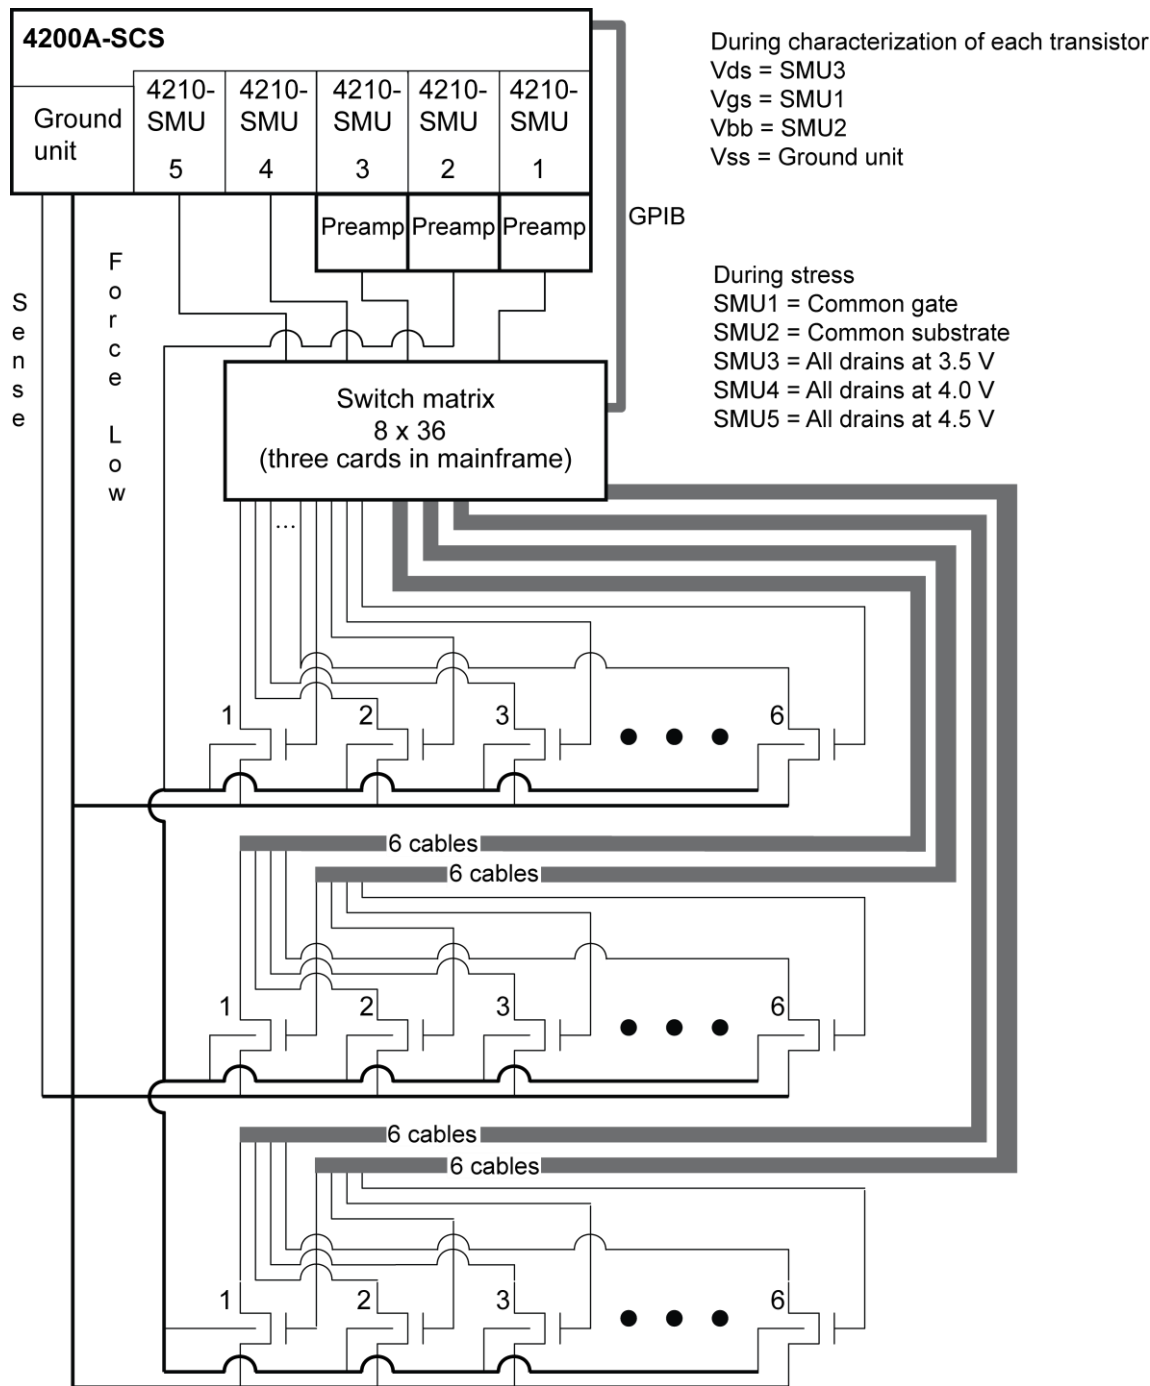 4200A-SCS
Ground
unit
4210-
SMU
5
4210-
SMU
4
4210-
SMU
3
4210-
SMU
2
4210-
SMU
1
Preamp
Preamp
Preamp
GPIB
During characterization of each transistor
Vds = SMU3
Vgs = SMU1
Vbb = SMU2
Vss = Ground unit
During stress
SMU1 = Common gate
SMU2 = Common substrate
SMU3 = All drains at 3.5 V
SMU4 = All drains at 4.0 V
SMU5 = All drains at 4.5 V
Sense
Force Low
Switch matrix
8 x 36
(three cards in mainframe)
...
1 2 3 6
6 cables
6 cables
1 2 3 6
6 cables
6 cables
1 2 3 6